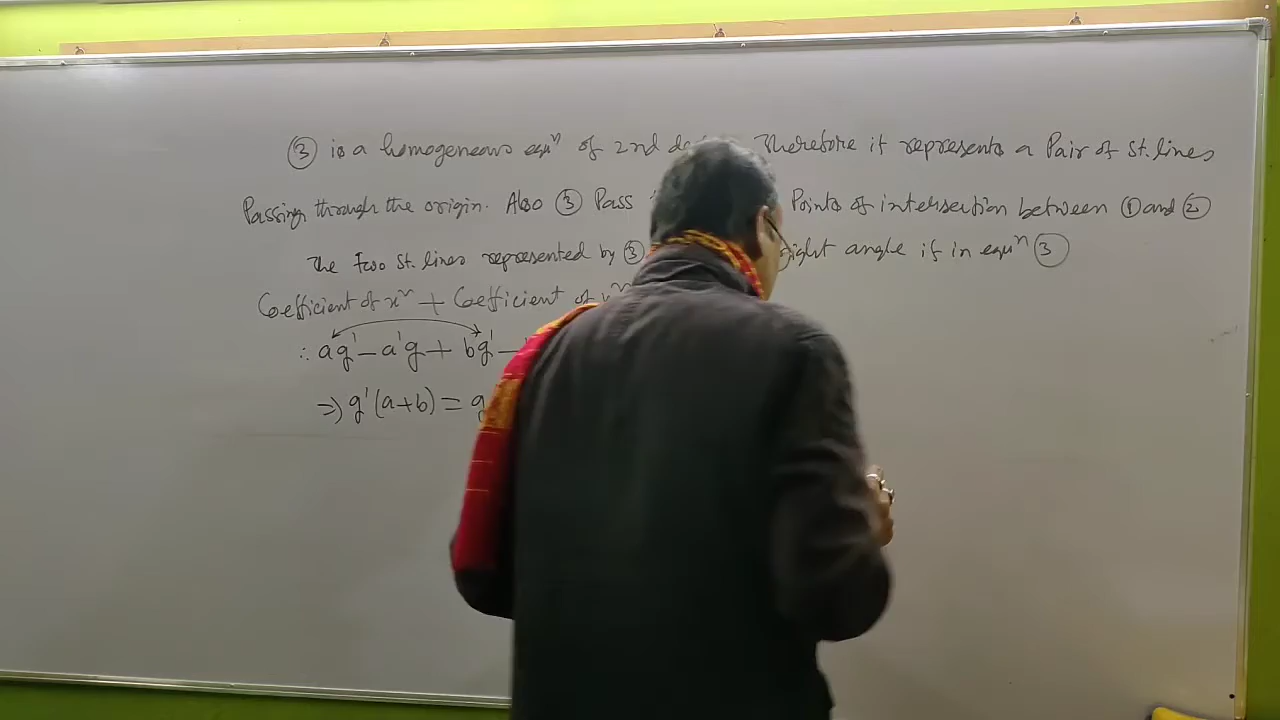 ③ is a homogeneous eqⁿ of 2nd de Therefore it represents a Pair of St. lines
Passing through the origin. Also ③ Pass Points of intersection between ① and ②
The two St. lines represented by ③ right angle if in eqⁿ ③
Coefficient of x² + Coefficient of
∴ ag' - a'g + bg' -
⇒ g'(a+b) = g